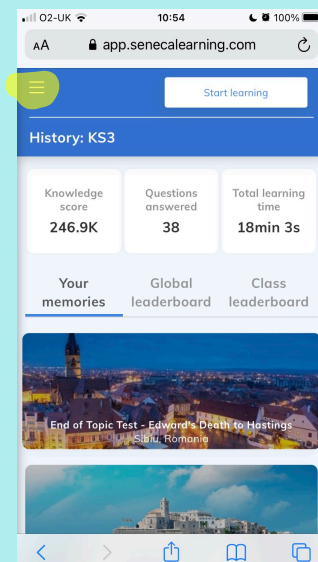 O2-UK 10:54 100%
AA app.senecalearning.com
Start learning
History: KS3
Knowledge score
246.9K
Questions answered
38
Total learning time
18min 3s
Your memories
Global leaderboard
Class leaderboard
End of Topic Test - Edward's Death to Hastings
Sibiu, Romania